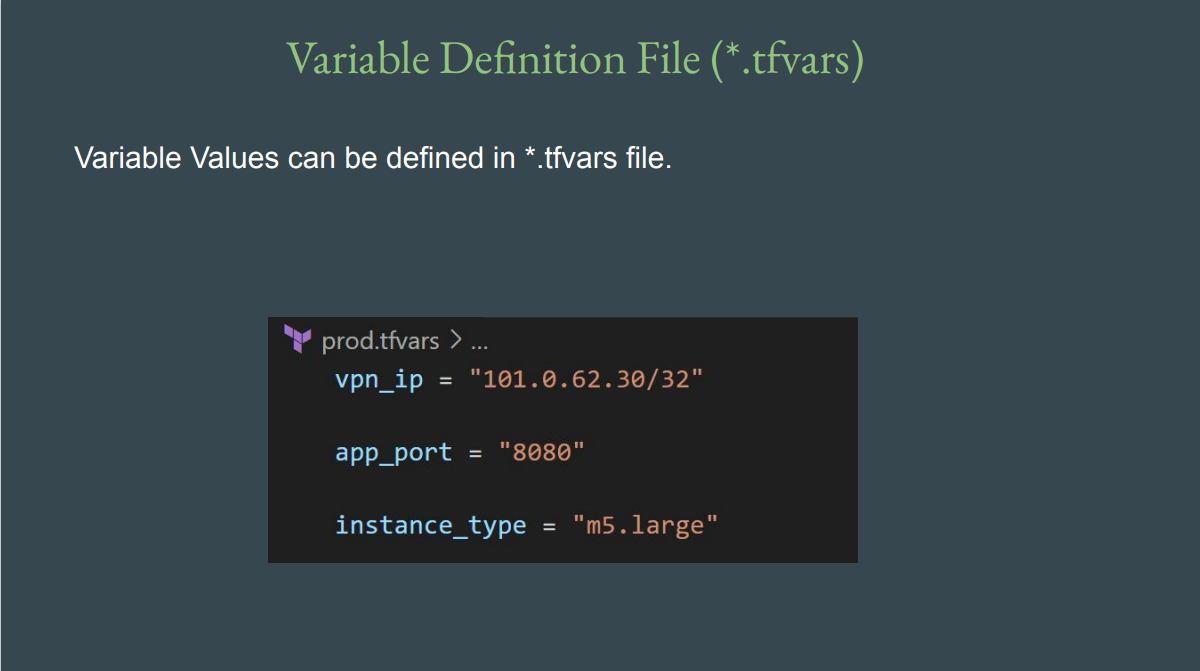 Variable Definition File (*.tfvars)
Variable Values can be defined in *.tfvars file.
prod.tfvars > ...
vpn_ip = "101.0.62.30/32"
app_port = "8080"
instance_type = "m5.large"